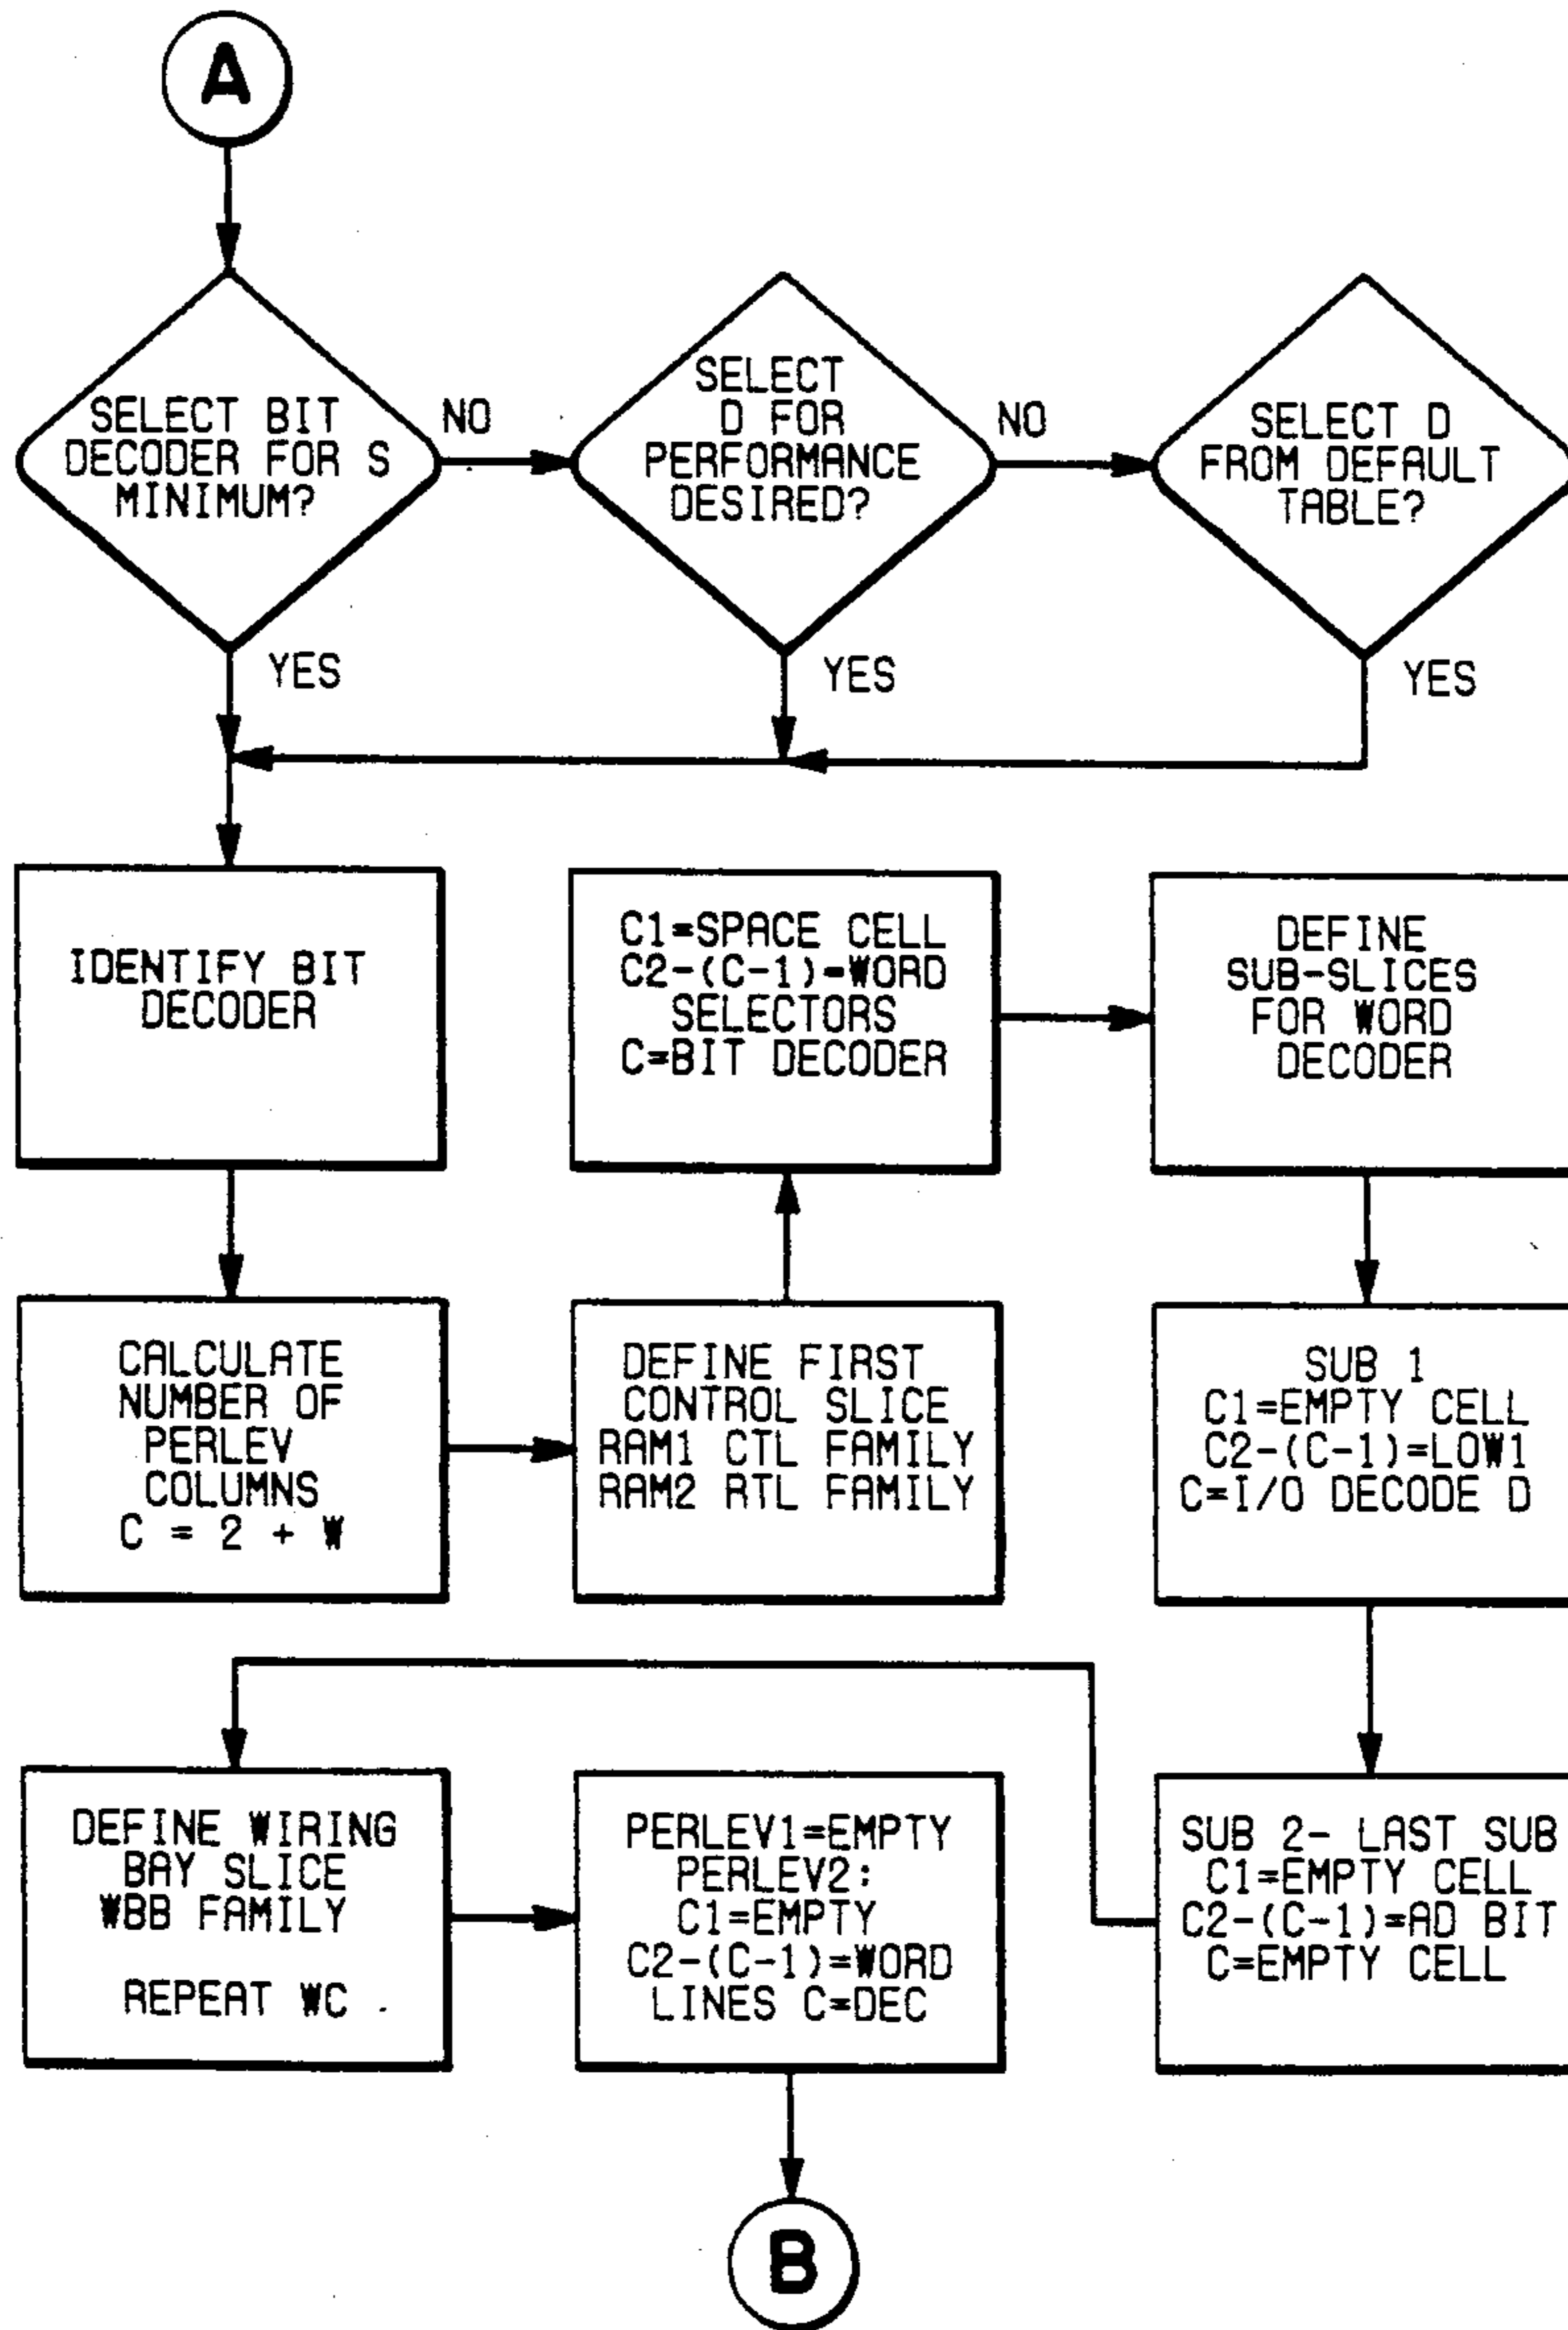 A
SELECT BIT
DECODER FOR S
MINIMUM?
NO
SELECT
D FOR
PERFORMANCE
DESIRED?
NO
SELECT D
FROM DEFAULT
TABLE?
YES
YES
YES
IDENTIFY BIT
DECODER
C1=SPACE CELL
C2-(C-1)=WORD
SELECTORS
C=BIT DECODER
DEFINE
SUB-SLICES
FOR WORD
DECODER
CALCULATE
NUMBER OF
PERLEV
COLUMNS
C = 2 + W
DEFINE FIRST
CONTROL SLICE
RAM1 CTL FAMILY
RAM2 RTL FAMILY
SUB 1
C1=EMPTY CELL
C2-(C-1)=LOW1
C=I/O DECODE D
DEFINE WIRING
BAY SLICE
WBB FAMILY
REPEAT WC
PERLEV1=EMPTY
PERLEV2:
C1=EMPTY
C2-(C-1)=WORD
LINES C=DEC
SUB 2- LAST SUB
C1=EMPTY CELL
C2-(C-1)=AD BIT
C=EMPTY CELL
B